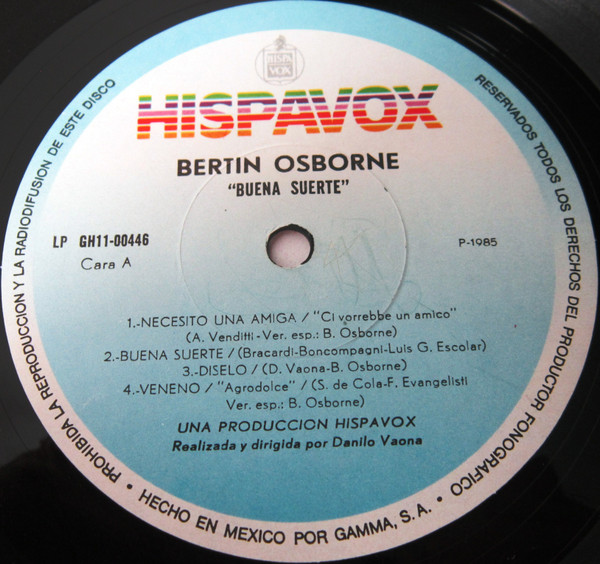 HISPA
VOX
HISPAVOX
BERTIN OSBORNE
"BUENA SUERTE"
LP GH11-00446
Cara A
P-1985
1.-NECESITO UNA AMIGA / "Ci vorrebbe un amico"
(A. Venditti-Ver. esp.: B. Osborne)
2.-BUENA SUERTE / (Bracardi-Boncompagni-Luis G. Escolar)
3.-DISELO / (D. Vaona-B. Osborne)
4.-VENENO / "Agrodolce" / (S. de Cola-F. Evangelisti
Ver. esp.: B. Osborne)
UNA PRODUCCION HISPAVOX
Realizada y dirigida por Danilo Vaona
PROHIBIDA LA REPRODUCCION Y LA RADIODIFUSION DE ESTE DISCO
RESERVADOS TODOS LOS DERECHOS DEL PRODUCTOR FONOGRAFICO
• HECHO EN MEXICO POR GAMMA, S.A. •